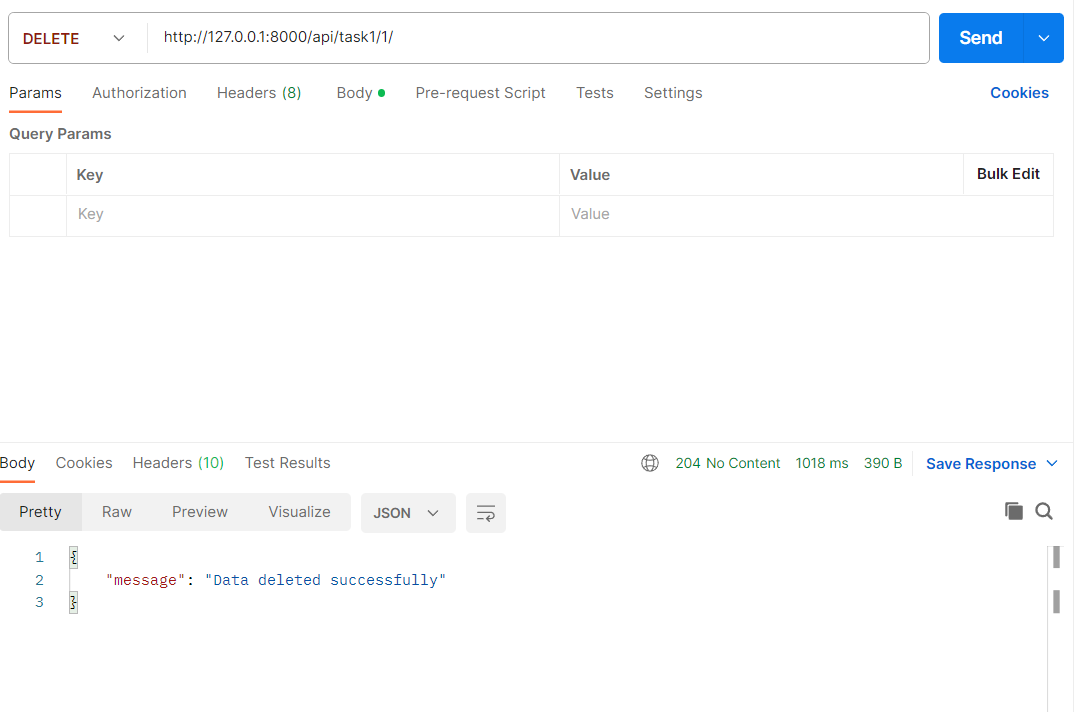 DELETE http://127.0.0.1:8000/api/task1/1/ Send
Params Authorization Headers (8) Body Pre-request Script Tests Settings Cookies
Query Params
Key Value Bulk Edit
Key Value
Body Cookies Headers (10) Test Results 204 No Content 1018 ms 390 B Save Response
Pretty Raw Preview Visualize JSON
1 {
2 "message": "Data deleted successfully"
3 }